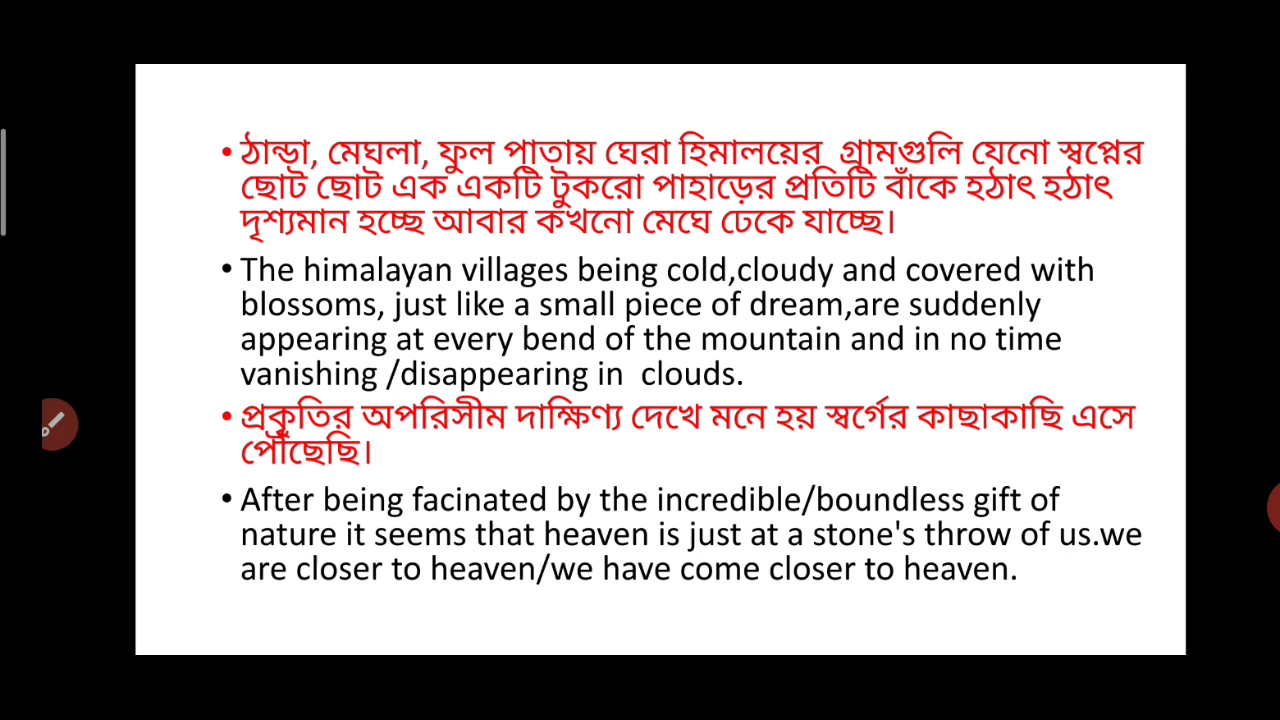 • ঠান্ডা, মেঘলা, ফুল পাতায় ঘেরা হিমালয়ের  গ্রামগুলি যেনো স্বপ্নের
ছোট ছোট এক একটি টুকরো পাহাড়ের প্রতিটি বাঁকে হঠাৎ হঠাৎ
দৃশ্যমান হচ্ছে আবার কখনো মেঘে ঢেকে যাচ্ছে।
• The himalayan villages being cold,cloudy and covered with
blossoms, just like a small piece of dream,are suddenly
appearing at every bend of the mountain and in no time
vanishing /disappearing in  clouds.
• প্রকৃতির অপরিসীম দাক্ষিণ্য দেখে মনে হয় স্বর্গের কাছাকাছি এসে
পৌঁছেছি।
• After being facinated by the incredible/boundless gift of
nature it seems that heaven is just at a stone's throw of us.we
are closer to heaven/we have come closer to heaven.